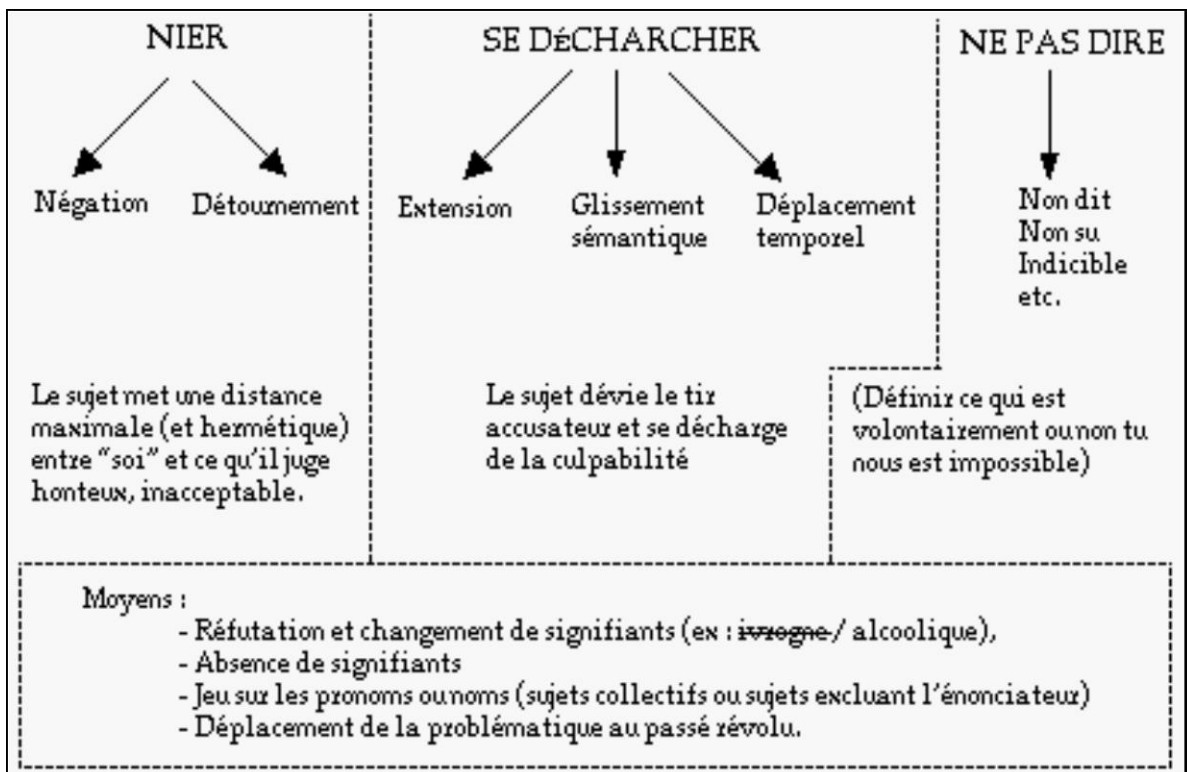 NIER
SE DéCHARCHER
NE PAS DIRE
Négation
Détournement
Extension
Glissement
sémantique
Déplacement
temporel
Non dit
Non su
Indicible
etc.
Le sujet met une distance
maximale (et hermétique)
entre "soi" et ce qu'il juge
honteux, inacceptable.
Le sujet dévie le tir
accusateur et se décharge
de la culpabilité
(Définir ce qui est
volontairement ou non tu
nous est impossible)
Moyens :
- Réfutation et changement de signifiants (ex : ivrogne / alcoolique),
- Absence de signifiants
- Jeu sur les pronoms ou noms (sujets collectifs ou sujets excluant l'énonciateur)
- Déplacement de la problématique au passé révolu.